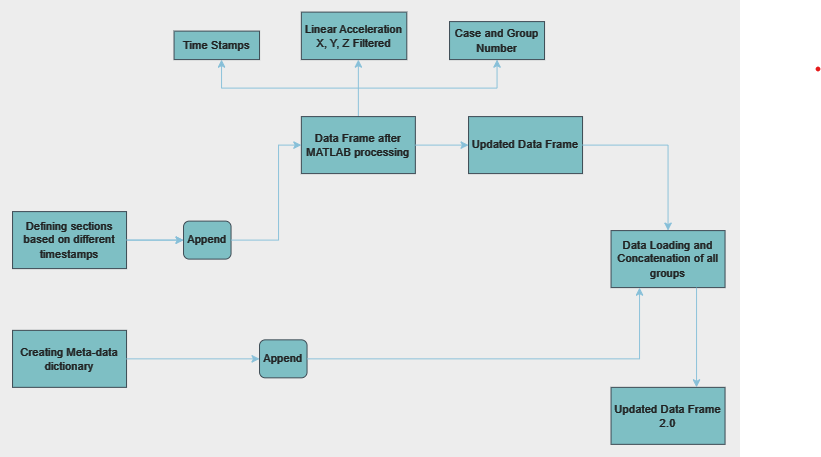 Time Stamps
Linear Acceleration
X, Y, Z Filtered
Case and Group
Number
Data Frame after
MATLAB processing
Updated Data Frame
Defining sections
based on different
timestamps
Append
Data Loading and
Concatenation of all
groups
Creating Meta-data
dictionary
Append
Updated Data Frame
2.0